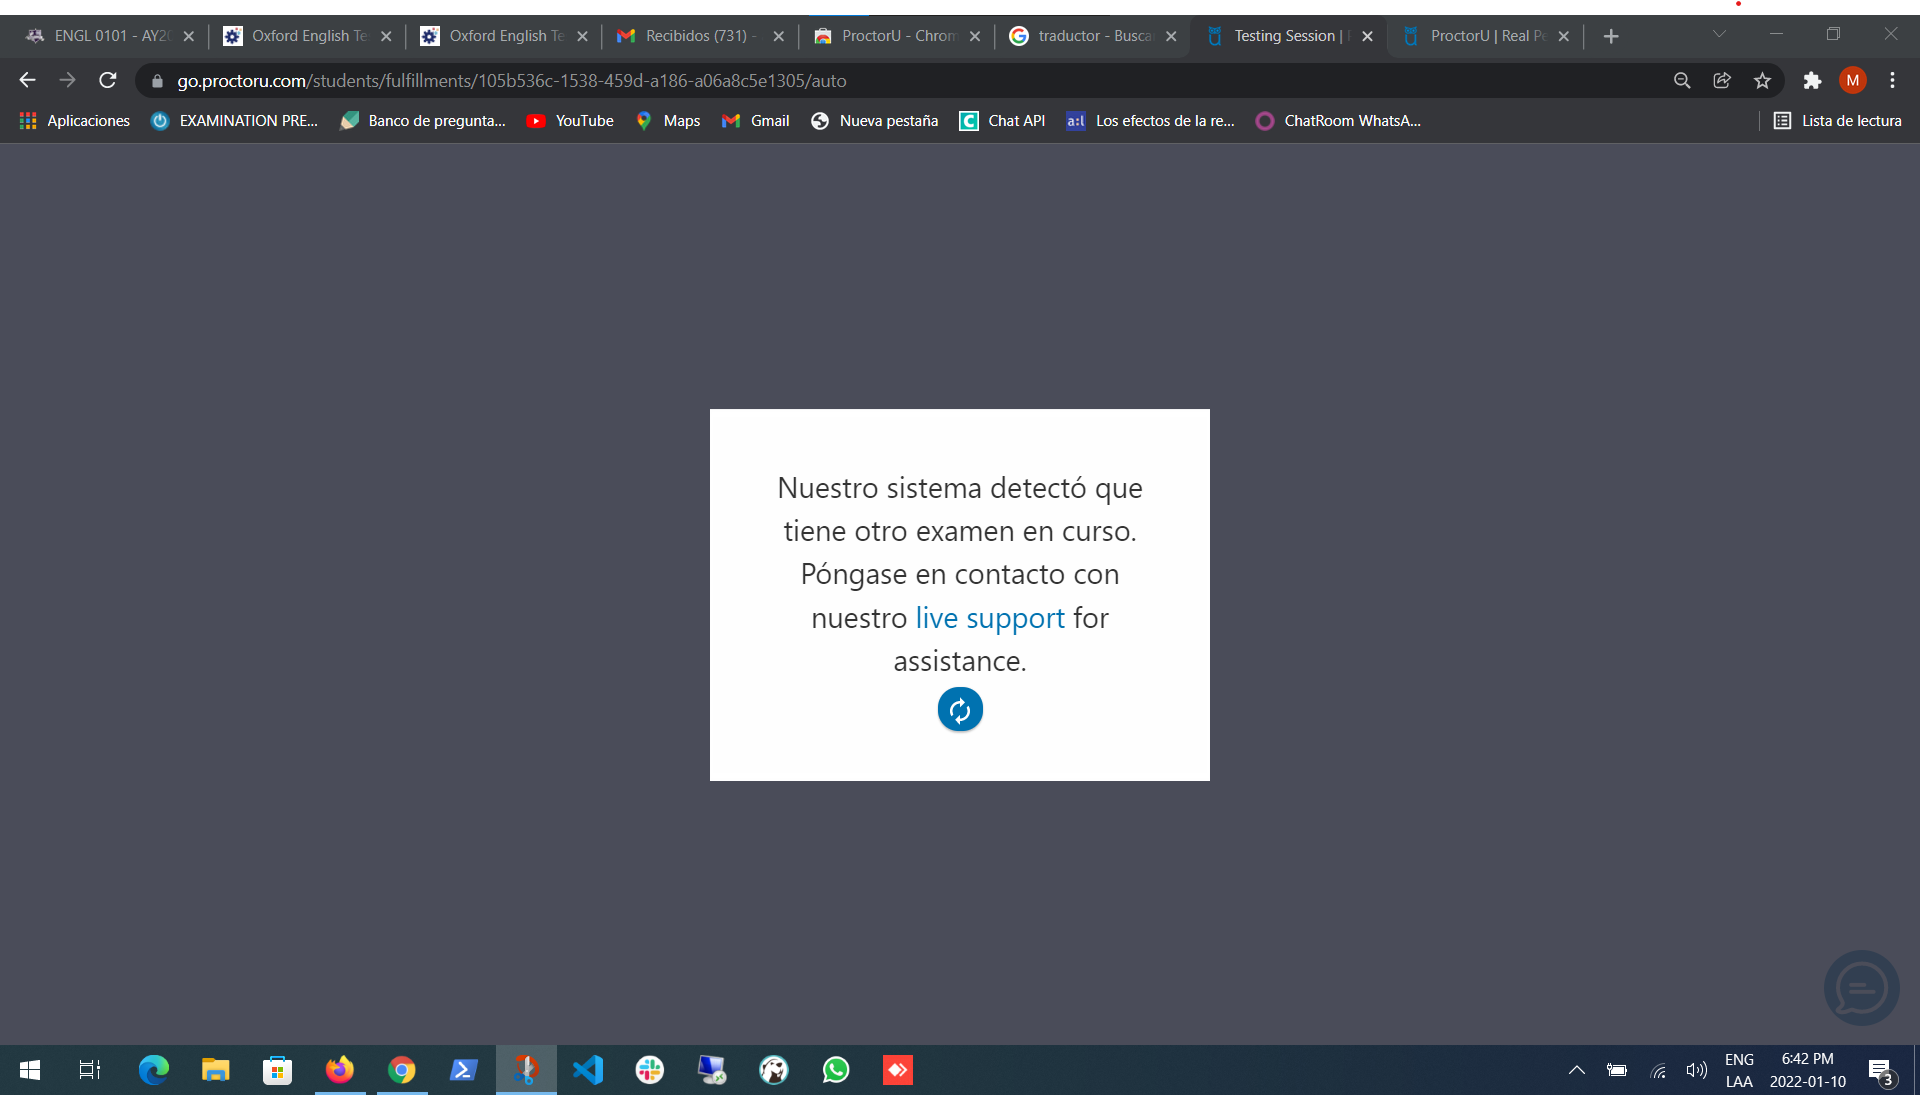 ENGL 0101 - AY20
Oxford English Te
Oxford English Te
Recibidos (731) -
ProctorU - Chrom
traductor - Busca
Testing Session |
ProctorU | Real Pe
go.proctoru.com/students/fulfillments/105b536c-1538-459d-a186-a06a8c5e1305/auto
M
Aplicaciones
EXAMINATION PRE...
Banco de pregunta...
YouTube
Maps
Gmail
Nueva pestaña
Chat API
a:l
Los efectos de la re...
ChatRoom WhatsA...
Lista de lectura
Nuestro sistema detectó que
tiene otro examen en curso.
Póngase en contacto con
nuestro live support for
assistance.
ENG
LAA
6:42 PM
2022-01-10
3